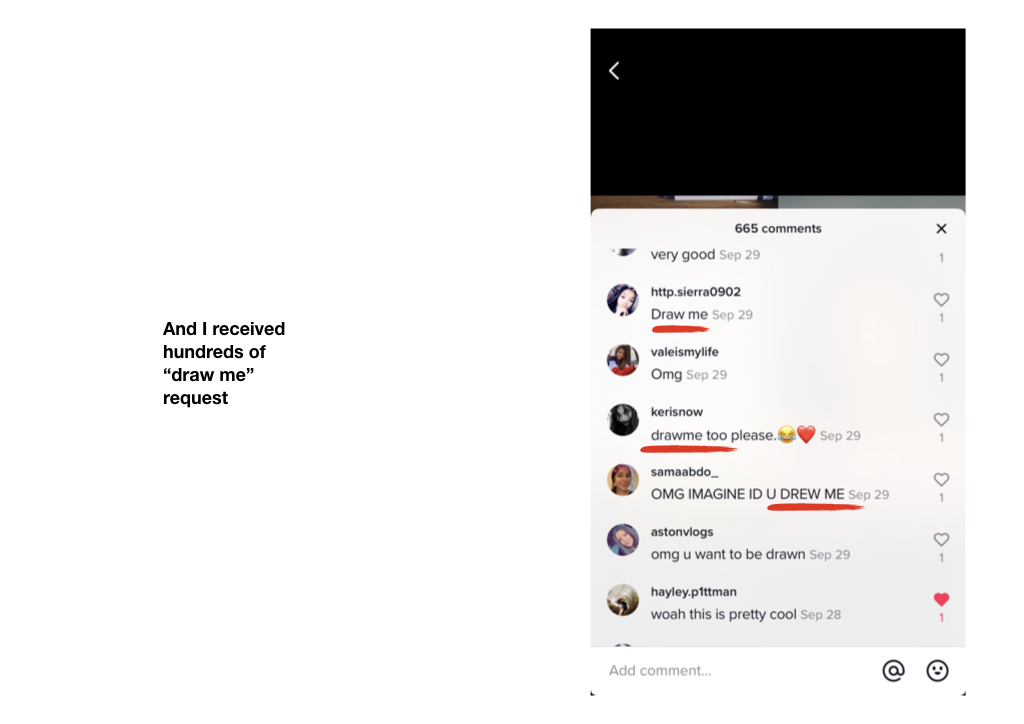 And I received
hundreds of
“draw me”
request
665 comments
very good Sep 29
1
http.sierra0902
Draw me Sep 29
1
valeismylife
Omg Sep 29
1
kerisnow
drawme too please.😂❤️ Sep 29
1
samaabdo_
OMG IMAGINE ID U DREW ME Sep 29
1
astonvlogs
omg u want to be drawn Sep 29
1
hayley.p1ttman
woah this is pretty cool Sep 28
1
Add comment...